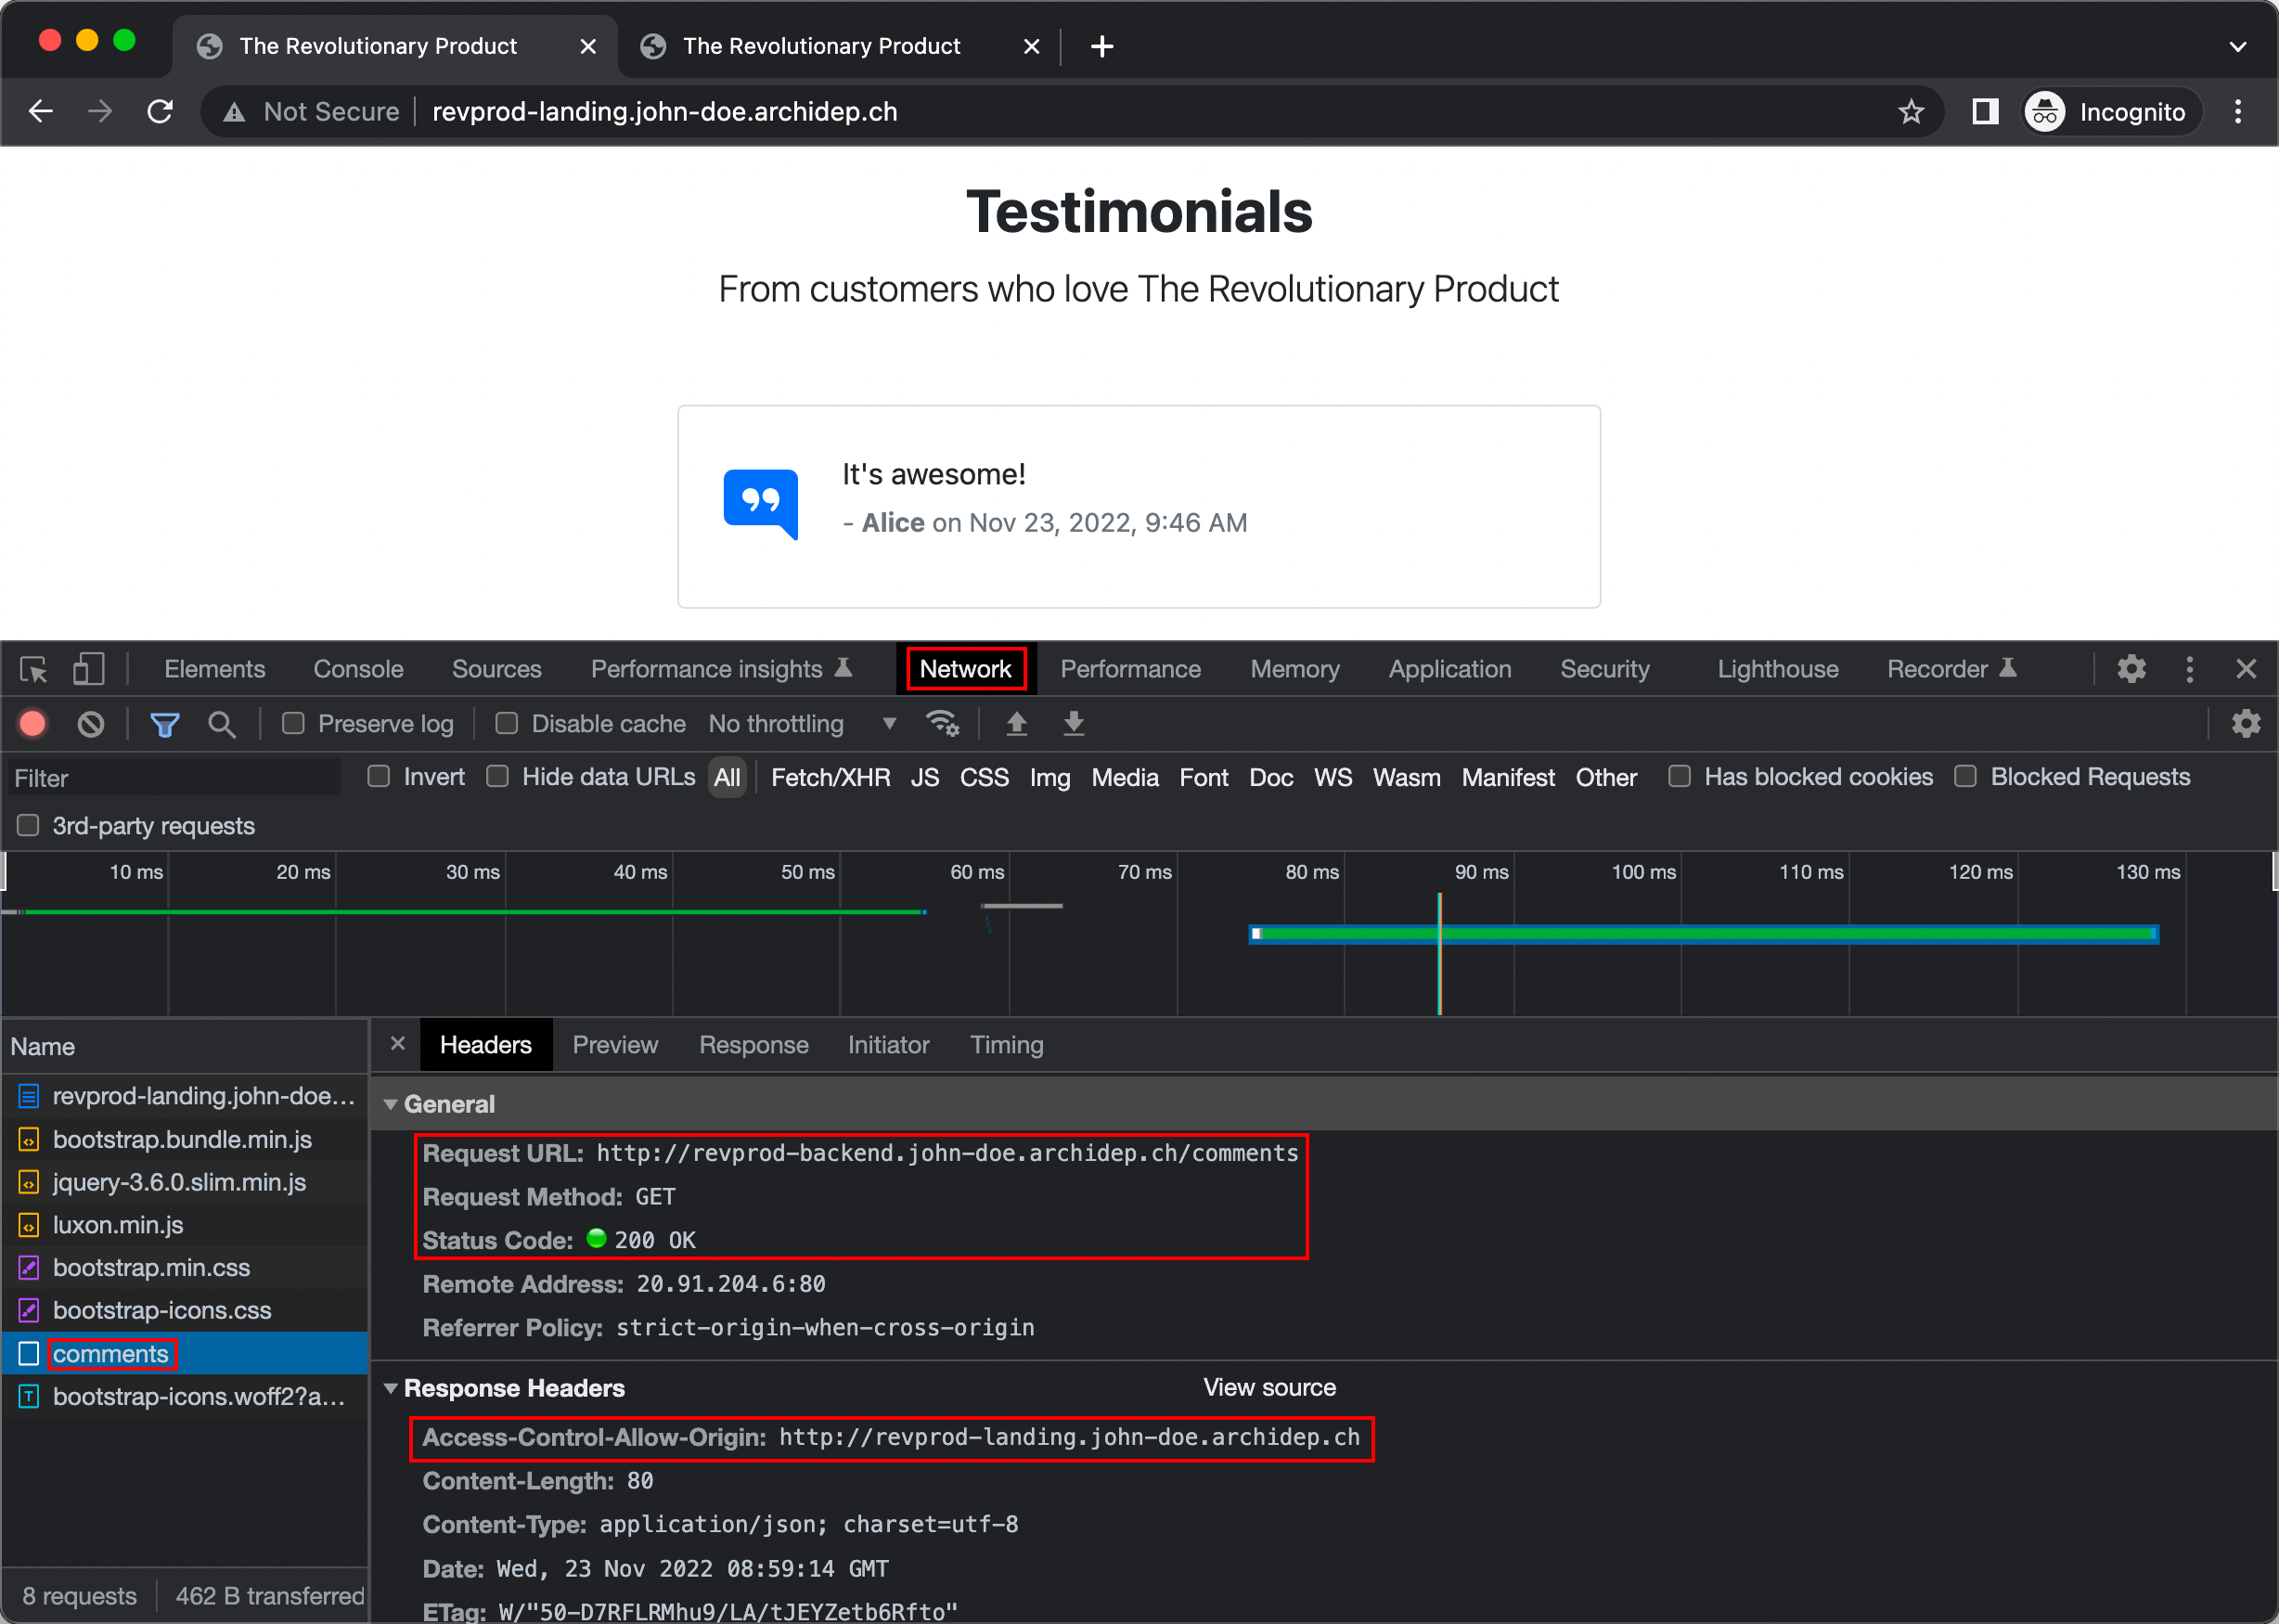 The Revolutionary Product
The Revolutionary Product
Not Secure
revprod-landing.john-doe.archidep.ch
Incognito
Testimonials
From customers who love The Revolutionary Product
It's awesome!
- Alice on Nov 23, 2022, 9:46 AM
Elements Console Sources Performance insights Network Performance Memory Application Security Lighthouse Recorder
Preserve log Disable cache No throttling
Filter Invert Hide data URLs All Fetch/XHR JS CSS Img Media Font Doc WS Wasm Manifest Other Has blocked cookies Blocked Requests
3rd-party requests
10 ms 20 ms 30 ms 40 ms 50 ms 60 ms 70 ms 80 ms 90 ms 100 ms 110 ms 120 ms 130 ms
Name
revprod-landing.john-doe...
bootstrap.bundle.min.js
jquery-3.6.0.slim.min.js
luxon.min.js
bootstrap.min.css
bootstrap-icons.css
comments
bootstrap-icons.woff2?a...
8 requests 462 B transferred
Headers Preview Response Initiator Timing
General
Request URL: http://revprod-backend.john-doe.archidep.ch/comments
Request Method: GET
Status Code: 200 OK
Remote Address: 20.91.204.6:80
Referrer Policy: strict-origin-when-cross-origin
Response Headers View source
Access-Control-Allow-Origin: http://revprod-landing.john-doe.archidep.ch
Content-Length: 80
Content-Type: application/json; charset=utf-8
Date: Wed, 23 Nov 2022 08:59:14 GMT
ETag: W/"50-D7RFLRMhu9/LA/tJEYZetb6Rfto"